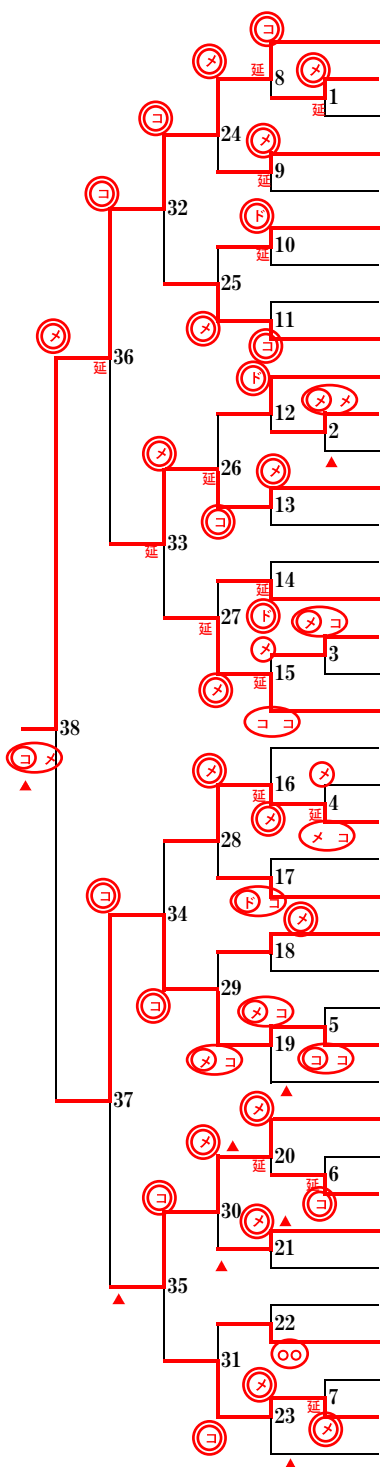 コ
メ
延 8
メ
延 1
コ
24
メ
延 9
コ
32
ド
延 10
25
11
メ
コ
メ
延 36
ド
12
メ メ
2
▲
メ
延 26
メ
13
コ
延 33
14
延
ド
延 27
メ コ
3
メ
延 15
メ
コ コ
38
コ メ
▲
メ
延 16
メ
延 4
メ
メ コ
28
17
ド コ
コ
34
メ
18
コ
29
メ コ
19
メ コ
5
コ コ
▲
37
メ
延 20
メ ▲
延 6
コ
コ
30
メ ▲
21
▲
▲
35
22
○○
31
メ
延 7
メ
23
コ
▲